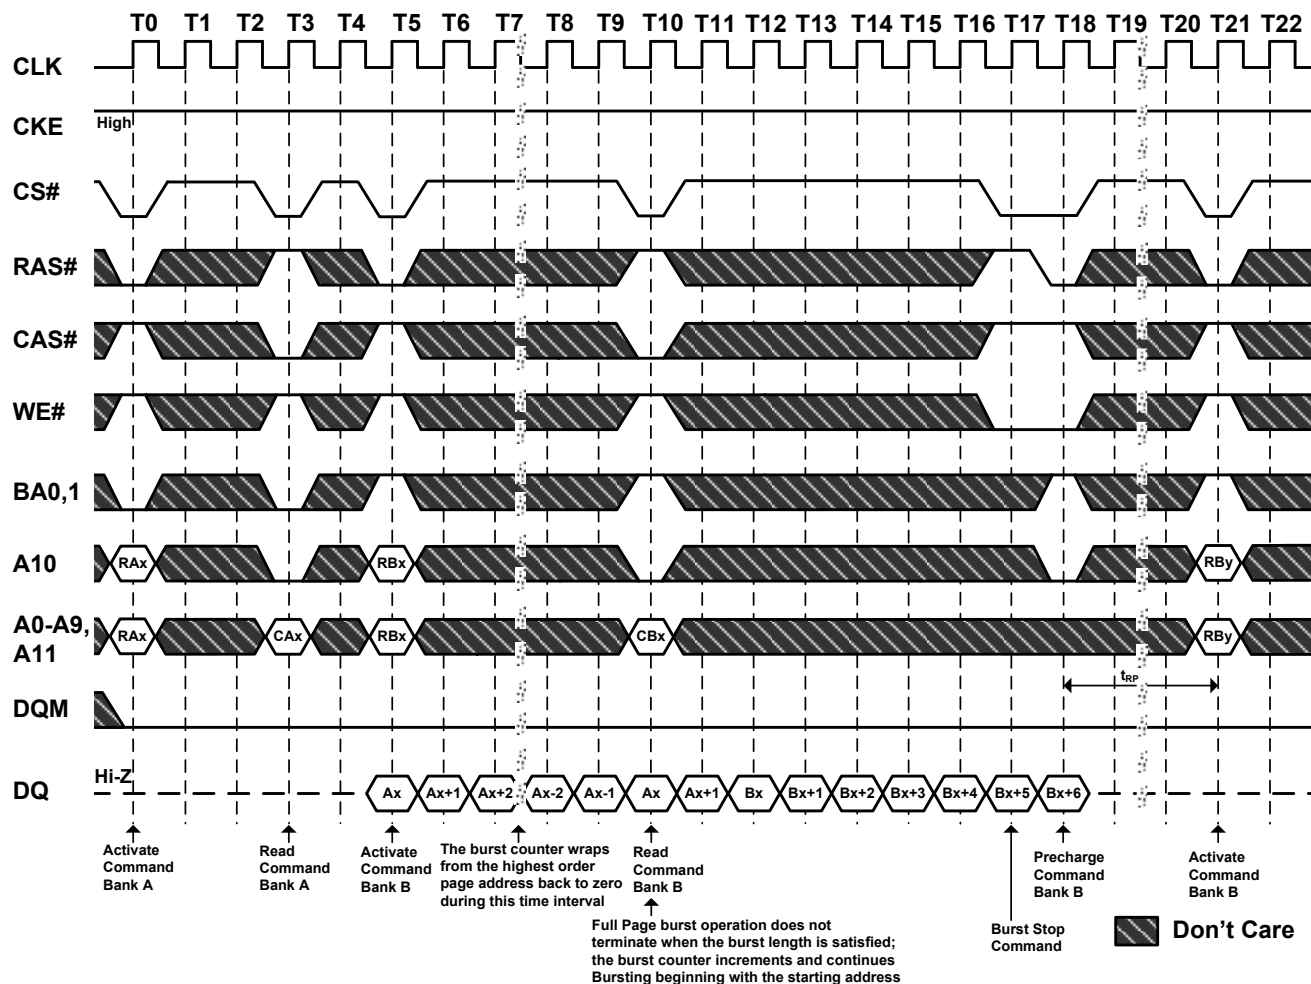 T0 T1 T2 T3 T4 T5 T6 T7 T8 T9 T10 T11 T12 T13 T14 T15 T16 T17 T18 T19 T20 T21 T22
CLK
CKE
High
CS#
RAS#
CAS#
WE#
BA0,1
A10
RAx RBx RBy
A0-A9,
A11
RAx CAx RBx CBx RBy
tRP
DQM
Hi-Z
DQ
Ax Ax+1 Ax+2 Ax-2 Ax-1 Ax Ax+1 Bx Bx+1 Bx+2 Bx+3 Bx+4 Bx+5 Bx+6
Activate
Command
Bank A
Read
Command
Bank A
Activate
Command
Bank B
The burst counter wraps
from the highest order
page address back to zero
during this time interval
Read
Command
Bank B
Full Page burst operation does not
terminate when the burst length is satisfied;
the burst counter increments and continues
Bursting beginning with the starting address
Burst Stop
Command
Precharge
Command
Bank B
Activate
Command
Bank B
Don't Care